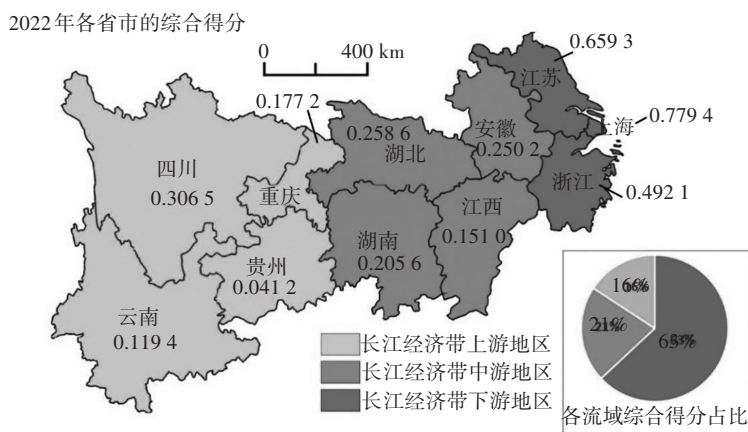 2022年各省市的综合得分
0 400 km
0.659 3
江苏
0.177 2
0.779 4
上海
0.258 6
湖北
安徽
0.250 2
四川
0.306 5
重庆
浙江
0.492 1
江西
0.151 0
湖南
0.205 6
贵州
0.041 2
云南
0.119 4
16%
21%
长江经济带上游地区
长江经济带中游地区
长江经济带下游地区
各流域综合得分占比